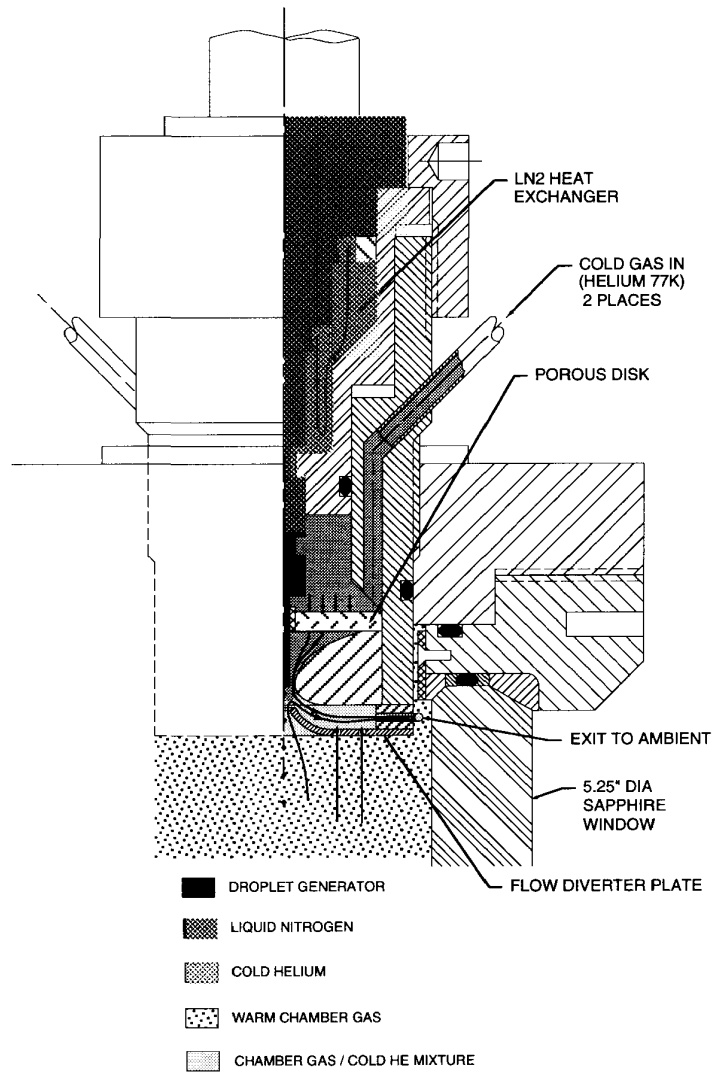 LN2 HEAT
EXCHANGER
COLD GAS IN
(HELIUM 77K)
2 PLACES
POROUS DISK
EXIT TO AMBIENT
5.25" DIA
SAPPHIRE
WINDOW
FLOW DIVERTER PLATE
DROPLET GENERATOR
LIQUID NITROGEN
COLD HELIUM
WARM CHAMBER GAS
CHAMBER GAS / COLD HE MIXTURE